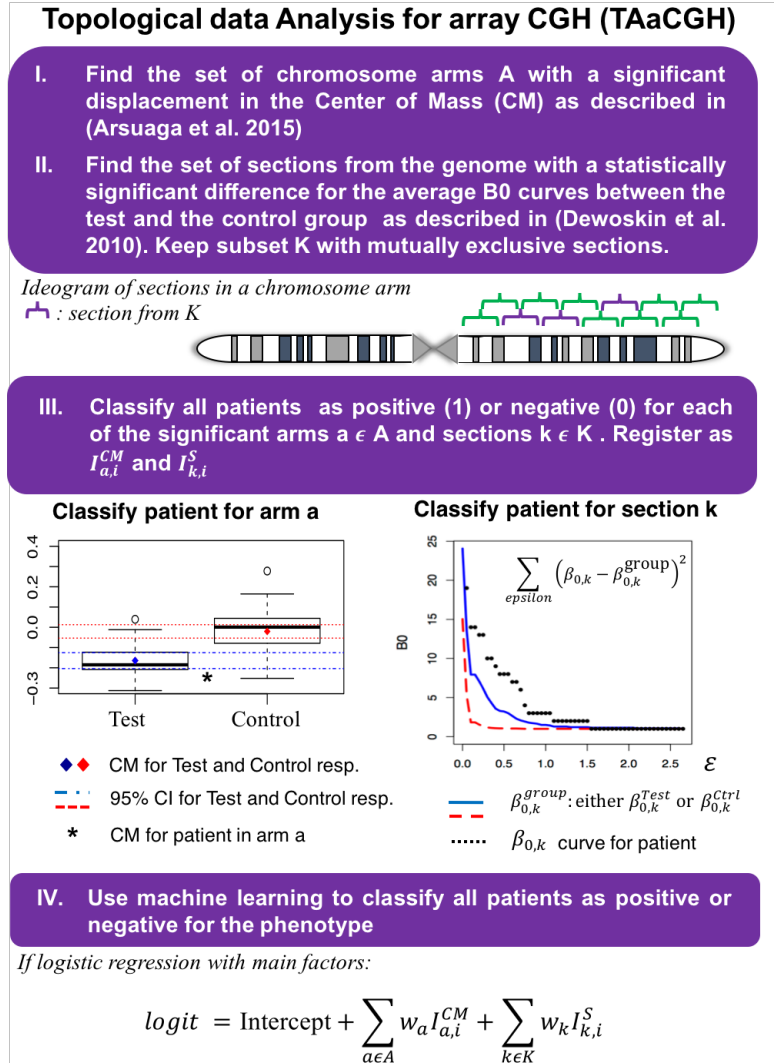 Topological data Analysis for array CGH (TAaCGH)
I. Find the set of chromosome arms A with a significant
displacement in the Center of Mass (CM) as described in
(Arsuaga et al. 2015)
II. Find the set of sections from the genome with a statistically
significant difference for the average B0 curves between the
test and the control group as described in (Dewoskin et al.
2010). Keep subset K with mutually exclusive sections.
Ideogram of sections in a chromosome arm
: section from K
III. Classify all patients as positive (1) or negative (0) for each
of the significant arms a ϵ A and sections k ϵ K . Register as
I_{a,i}^{CM} and I_{k,i}^{S}
Classify patient for arm a
0.4
0.2
0.0
−0.3
*
Test
Control
CM for Test and Control resp.
95% CI for Test and Control resp.
* CM for patient in arm a
Classify patient for section k
25
20
15
10
5
0
B0
∑_{epsilon} (β_{0,k} − β_{0,k}^{group})²
0.0 0.5 1.0 1.5 2.0 2.5
ε
β_{0,k}^{group}: either β_{0,k}^{Test} or β_{0,k}^{Ctrl}
β_{0,k} curve for patient
IV. Use machine learning to classify all patients as positive or
negative for the phenotype
If logistic regression with main factors:
logit = Intercept + ∑_{aϵA} w_a I_{a,i}^{CM} + ∑_{kϵK} w_k I_{k,i}^{S}